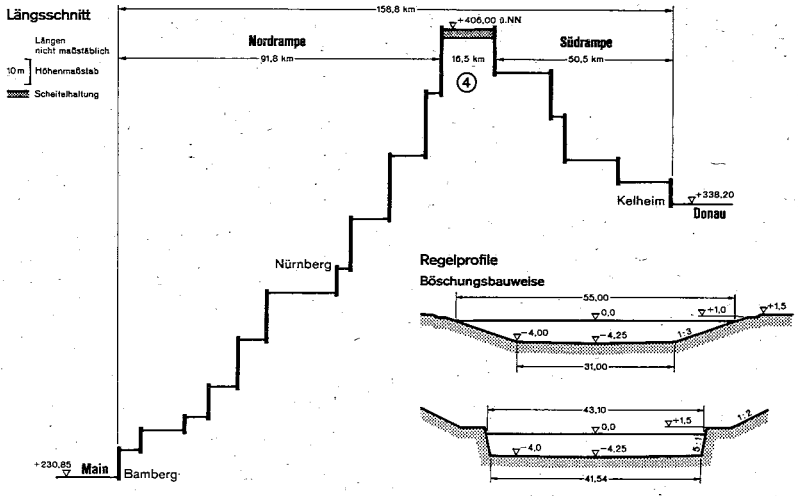 Längsschnitt
Längen
nicht maßstäblich
10 m Höhenmaßstab
Scheitelhaltung
158,8 km
+406,00 ü.NN
Nordrampe
Südrampe
91,8 km
16,5 km
50,5 km
4
Kelheim
+338,20
Donau
Nürnberg
+230,85
Main
Bamberg
Regelprofile
Böschungsbauweise
55,00
0,0
+1,0
+1,5
-4,00
-4,25
1:3
31,00
43,10
0,0
+1,5
1:2
-4,0
-4,25
5:1
41,54